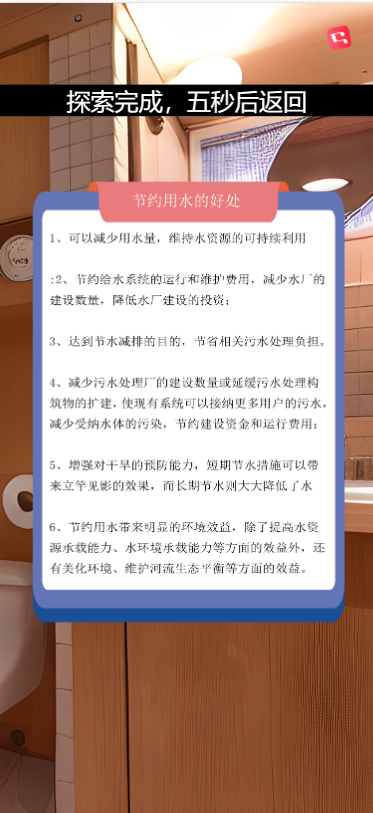 探索完成，五秒后返回
节约用水的好处
1、可以减少用水量，维持水资源的可持续利用
:2、节约给水系统的运行和维护费用，减少水厂的
建设数量，降低水厂建设的投资；
3、达到节水减排的目的，节省相关污水处理负担。
4、减少污水处理厂的建设数量或延缓污水处理构
筑物的扩建，使现有系统可以接纳更多用户的污水，
减少受纳水体的污染，节约建设资金和运行费用；
5、增强对干旱的预防能力，短期节水措施可以带
来立竿见影的效果，而长期节水则大大降低了水
6、节约用水带来明显的环境效益，除了提高水资
源承载能力、水环境承载能力等方面的效益外，还
有美化环境、维护河流生态平衡等方面的效益。